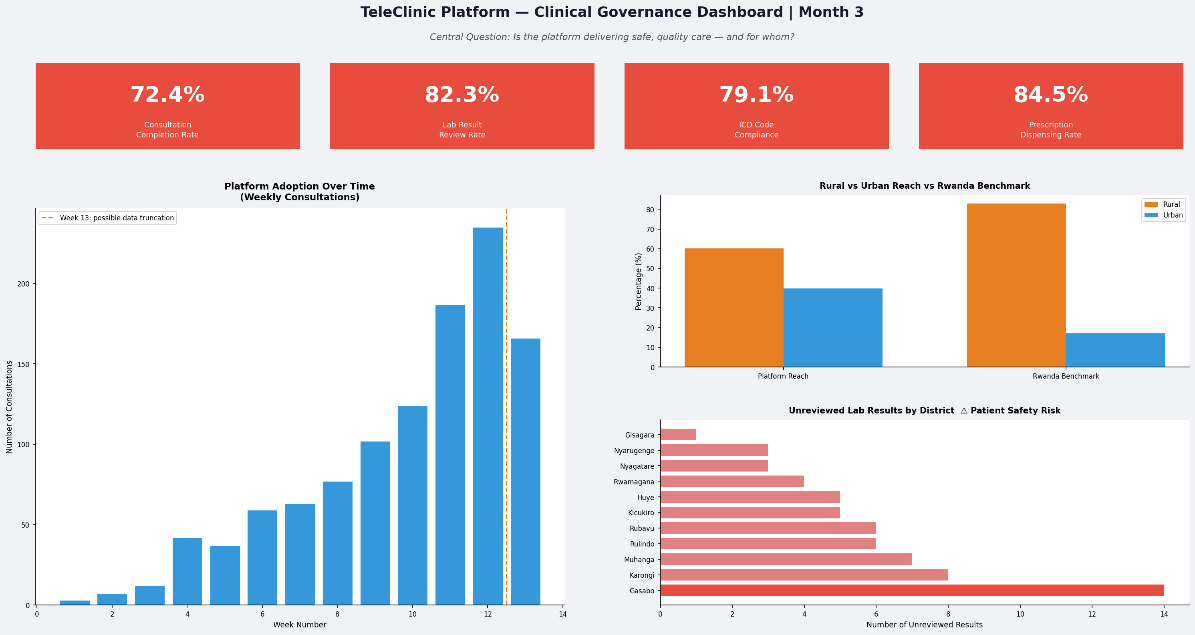 TeleClinic Platform — Clinical Governance Dashboard | Month 3
Central Question: Is the platform delivering safe, quality care — and for whom?
72.4%
Consultation
Completion Rate
82.3%
Lab Result
Review Rate
79.1%
ICD Code
Compliance
84.5%
Prescription
Dispensing Rate
Platform Adoption Over Time
(Weekly Consultations)
Week 13: possible data truncation
Number of Consultations
200
150
100
50
0
0 2 4 6 8 10 12 14
Week Number
Rural vs Urban Reach vs Rwanda Benchmark
Rural
Urban
Percentage (%)
80
70
60
50
40
30
20
10
0
Platform Reach Rwanda Benchmark
Unreviewed Lab Results by District ⚠ Patient Safety Risk
Gisagara
Nyarugenge
Nyagatare
Rwamagana
Huye
Kicukiro
Rubavu
Rulindo
Muhanga
Karongi
Gasabo
0 2 4 6 8 10 12 14
Number of Unreviewed Results